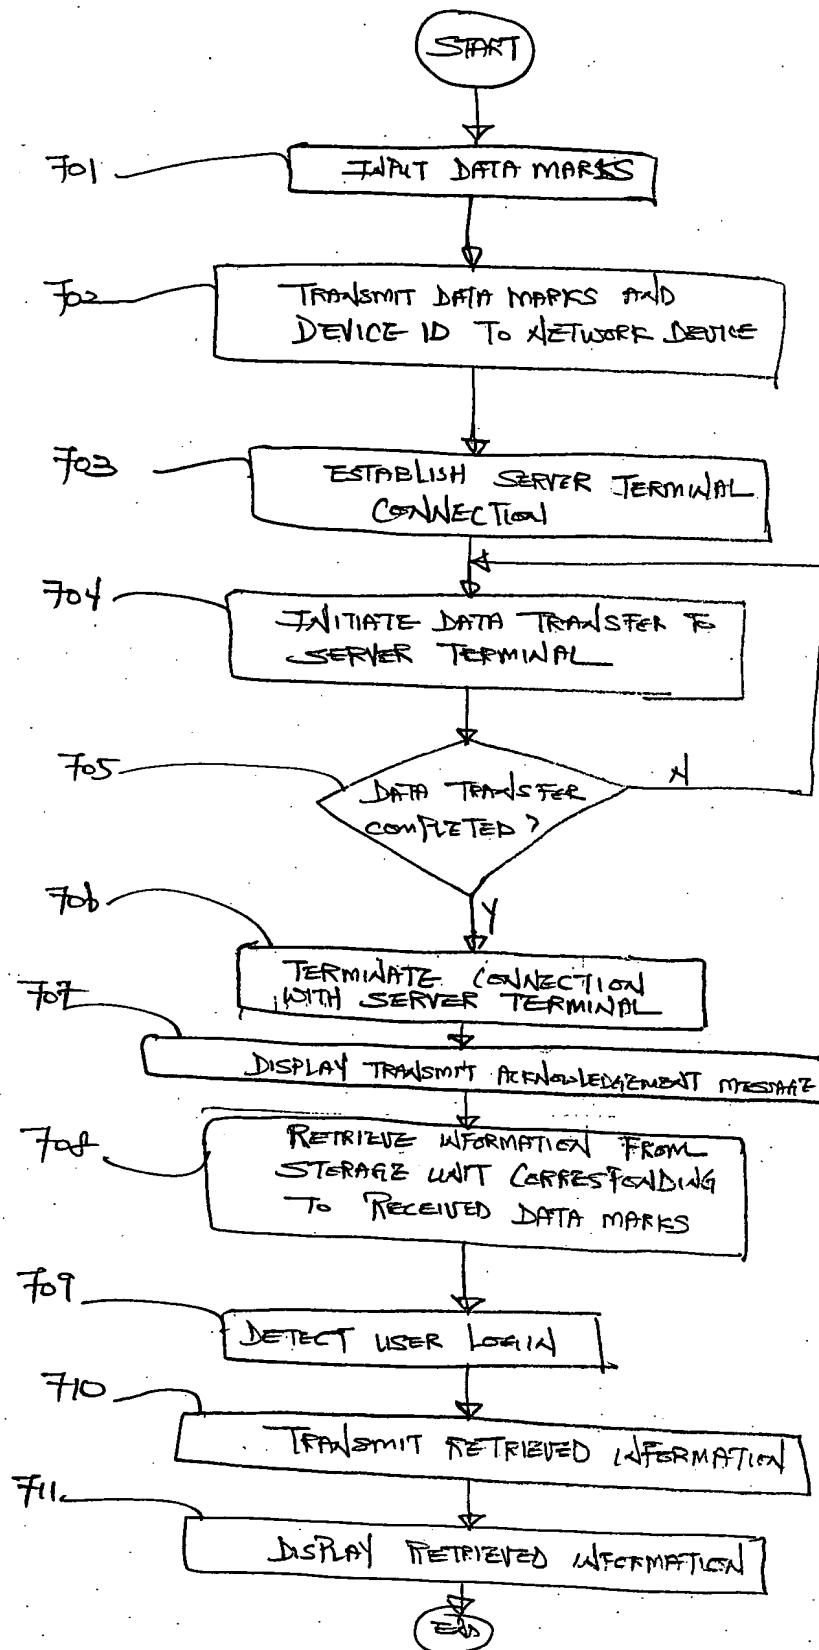 START
701
INPUT DATA MARKS
702
TRANSMIT DATA MARKS AND
DEVICE ID TO NETWORK DEVICE
703
ESTABLISH SERVER TERMINAL
CONNECTION
704
INITIATE DATA TRANSFER TO
SERVER TERMINAL
705
DATA TRANSFER
COMPLETED?
N
Y
706
TERMINATE CONNECTION
WITH SERVER TERMINAL
707
DISPLAY TRANSMIT ACKNOWLEDGEMENT MESSAGE
708
RETRIEVE INFORMATION FROM
STORAGE UNIT CORRESPONDING
TO RECEIVED DATA MARKS
709
DETECT USER LOGIN
710
TRANSMIT RETRIEVED INFORMATION
711
DISPLAY RETRIEVED INFORMATION
END